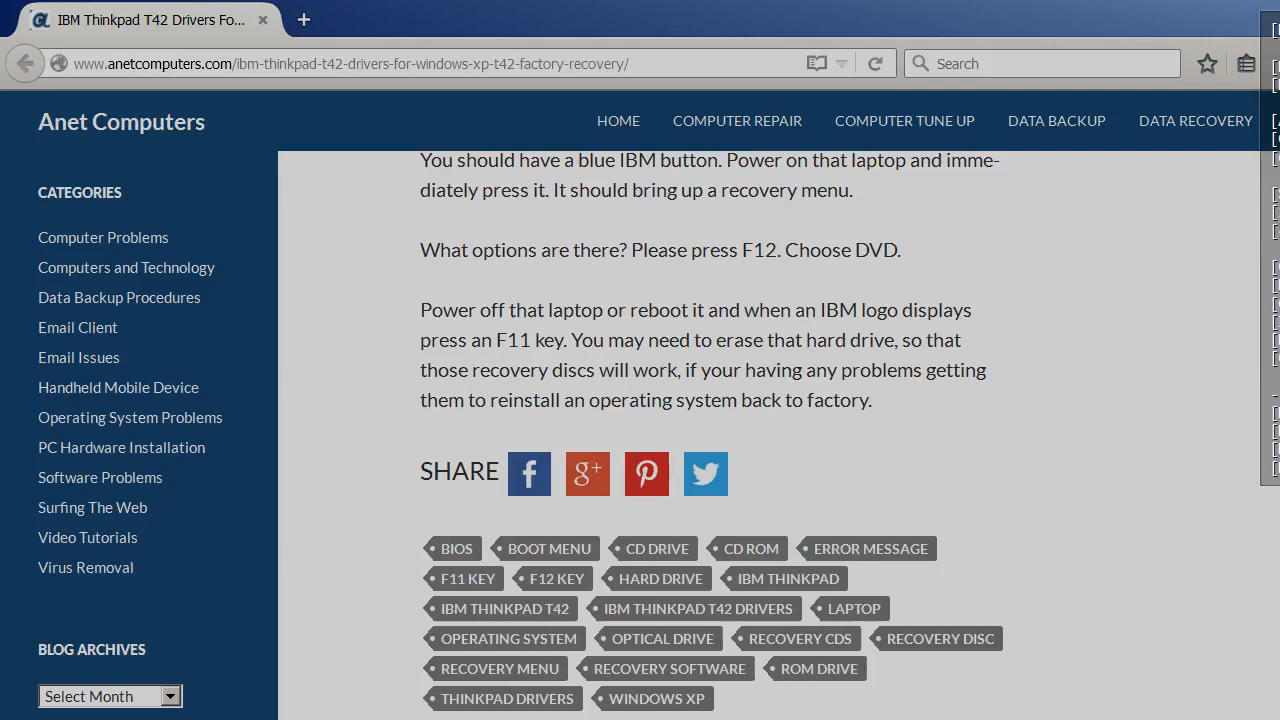 IBM Thinkpad T42 Drivers Fo...
www.anetcomputers.com/ibm-thinkpad-t42-drivers-for-windows-xp-t42-factory-recovery/
Search
Anet Computers
HOME COMPUTER REPAIR COMPUTER TUNE UP DATA BACKUP DATA RECOVERY
CATEGORIES
Computer Problems
Computers and Technology
Data Backup Procedures
Email Client
Email Issues
Handheld Mobile Device
Operating System Problems
PC Hardware Installation
Software Problems
Surfing The Web
Video Tutorials
Virus Removal
BLOG ARCHIVES
Select Month
You should have a blue IBM button. Power on that laptop and imme-
diately press it. It should bring up a recovery menu.
What options are there? Please press F12. Choose DVD.
Power off that laptop or reboot it and when an IBM logo displays
press an F11 key. You may need to erase that hard drive, so that
those recovery discs will work, if your having any problems getting
them to reinstall an operating system back to factory.
SHARE f g+
BIOS BOOT MENU CD DRIVE CD ROM ERROR MESSAGE
F11 KEY F12 KEY HARD DRIVE IBM THINKPAD
IBM THINKPAD T42 IBM THINKPAD T42 DRIVERS LAPTOP
OPERATING SYSTEM OPTICAL DRIVE RECOVERY CDS RECOVERY DISC
RECOVERY MENU RECOVERY SOFTWARE ROM DRIVE
THINKPAD DRIVERS WINDOWS XP